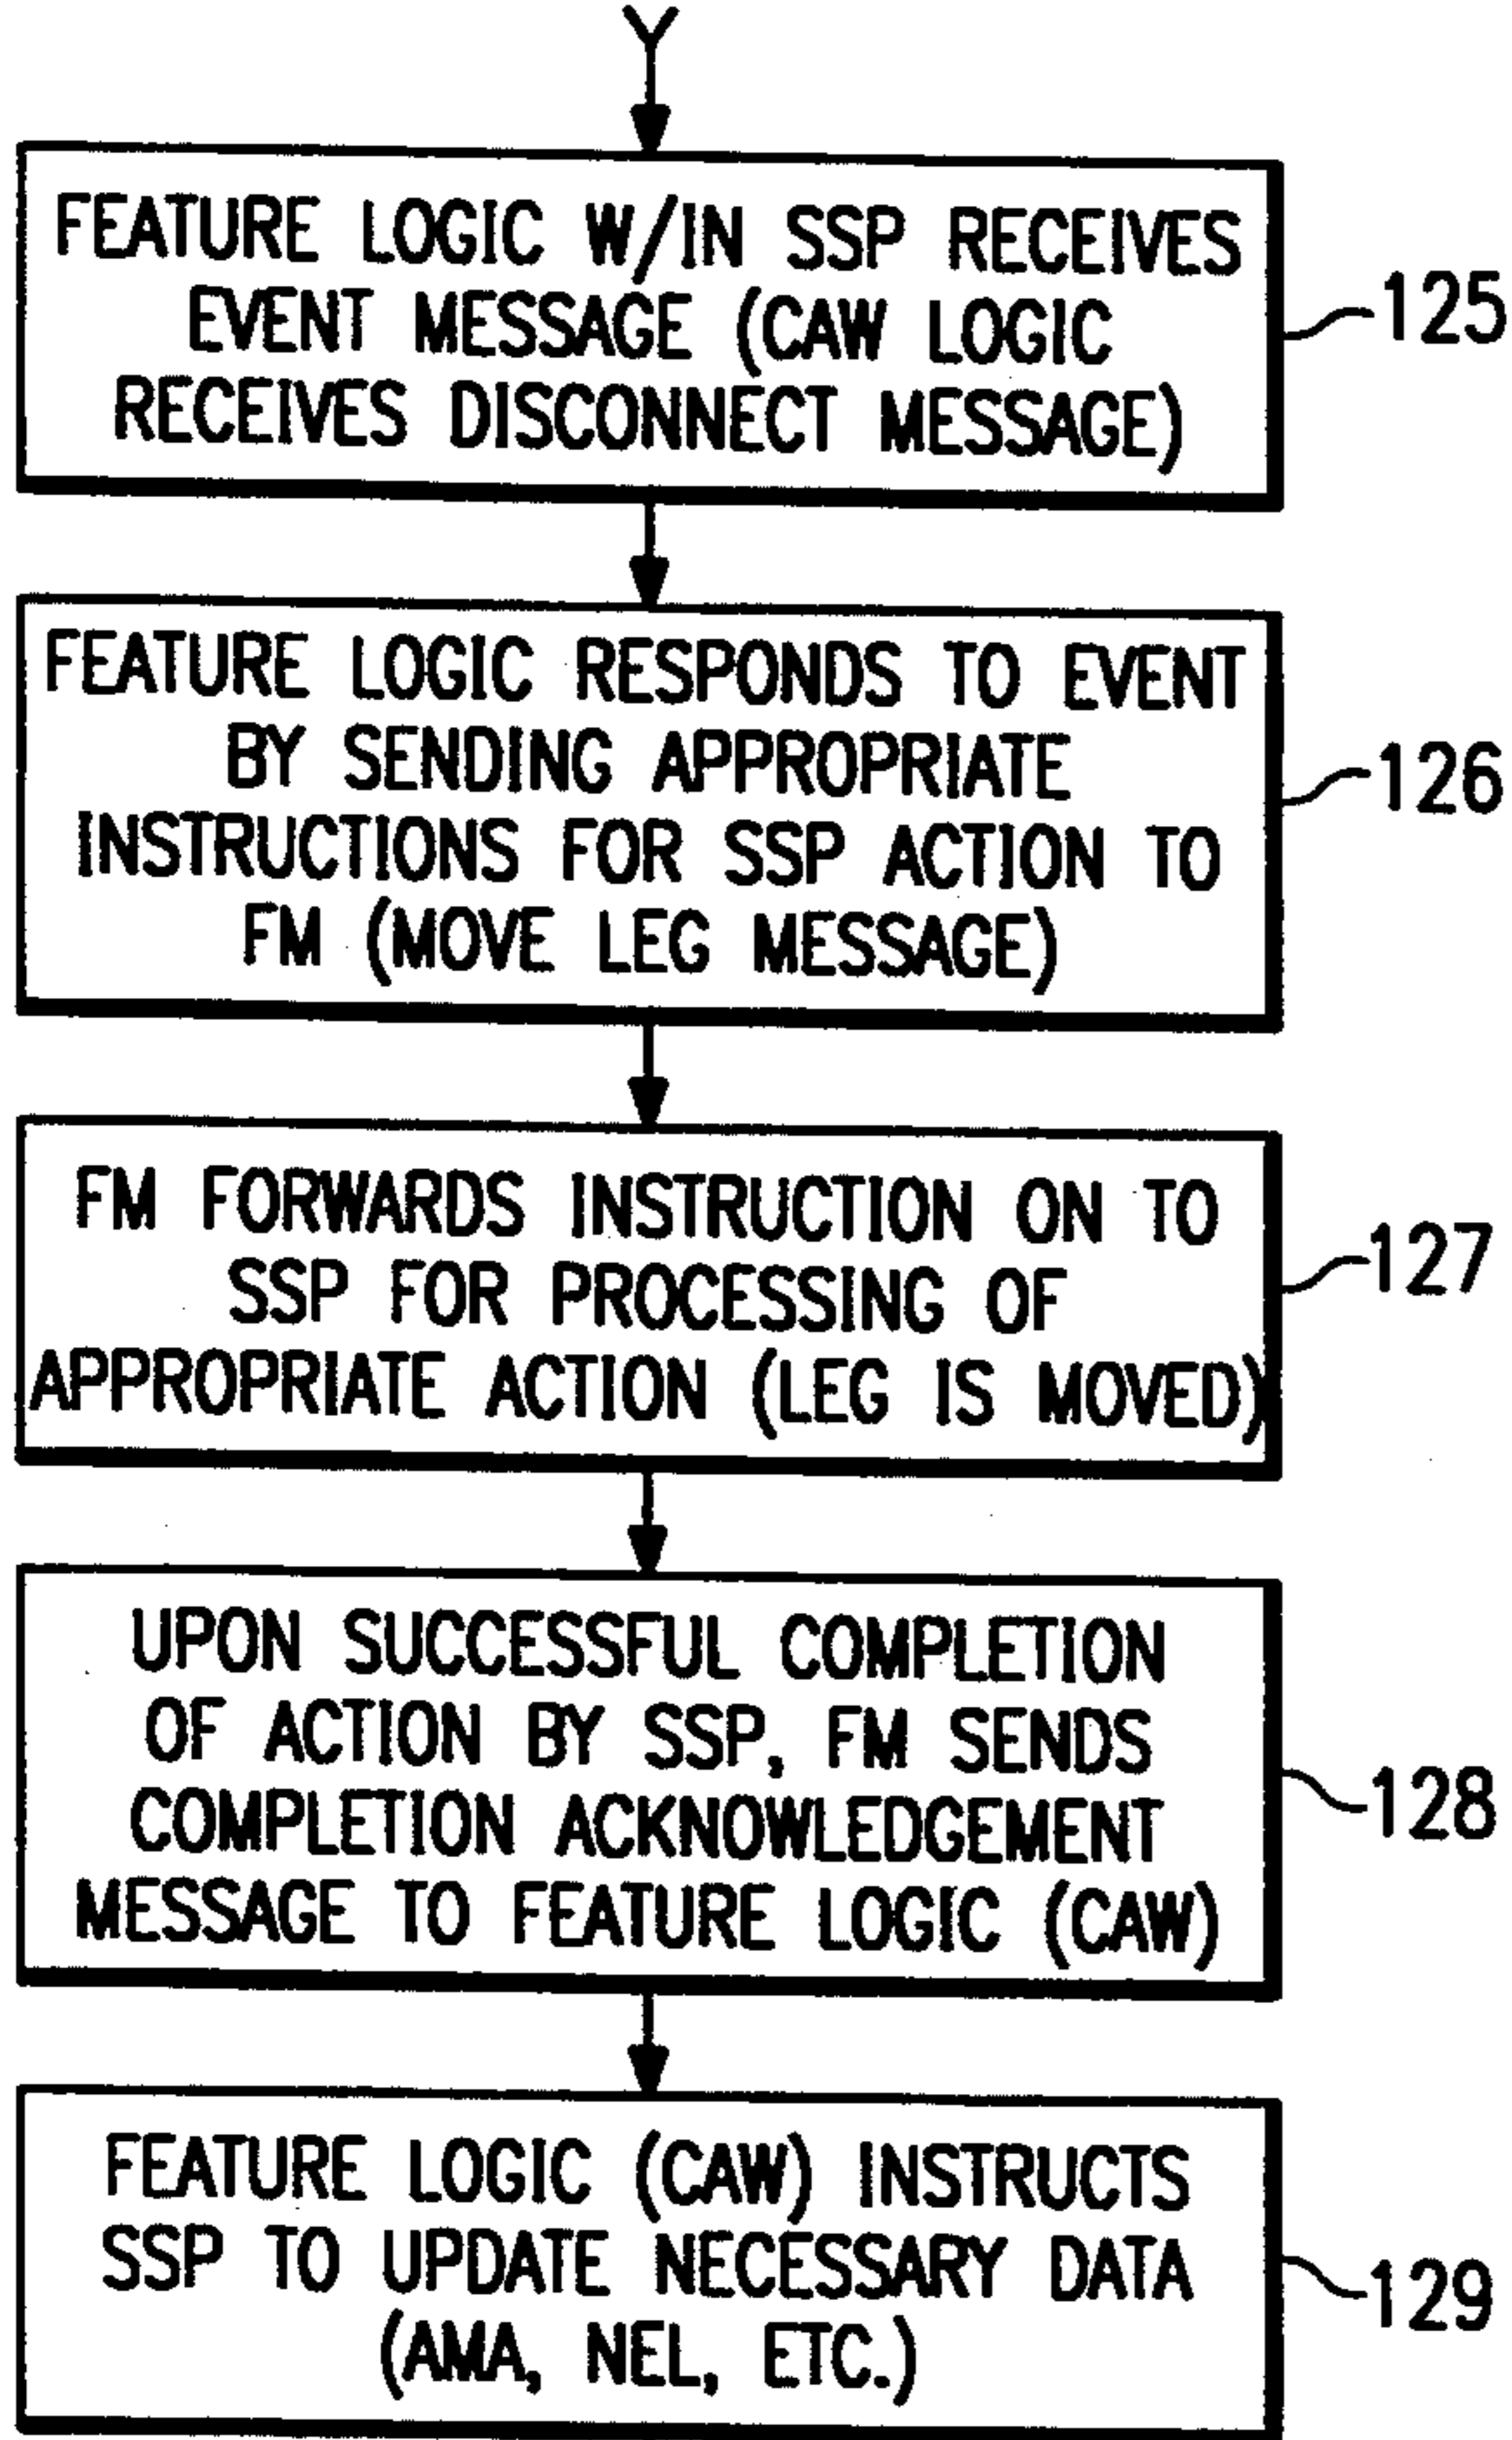 Y
FEATURE LOGIC W/IN SSP RECEIVES
EVENT MESSAGE (CAW LOGIC
RECEIVES DISCONNECT MESSAGE)
125
FEATURE LOGIC RESPONDS TO EVENT
BY SENDING APPROPRIATE
INSTRUCTIONS FOR SSP ACTION TO
FM (MOVE LEG MESSAGE)
126
FM FORWARDS INSTRUCTION ON TO
SSP FOR PROCESSING OF
APPROPRIATE ACTION (LEG IS MOVED)
127
UPON SUCCESSFUL COMPLETION
OF ACTION BY SSP, FM SENDS
COMPLETION ACKNOWLEDGEMENT
MESSAGE TO FEATURE LOGIC (CAW)
128
FEATURE LOGIC (CAW) INSTRUCTS
SSP TO UPDATE NECESSARY DATA
(AMA, NEL, ETC.)
129